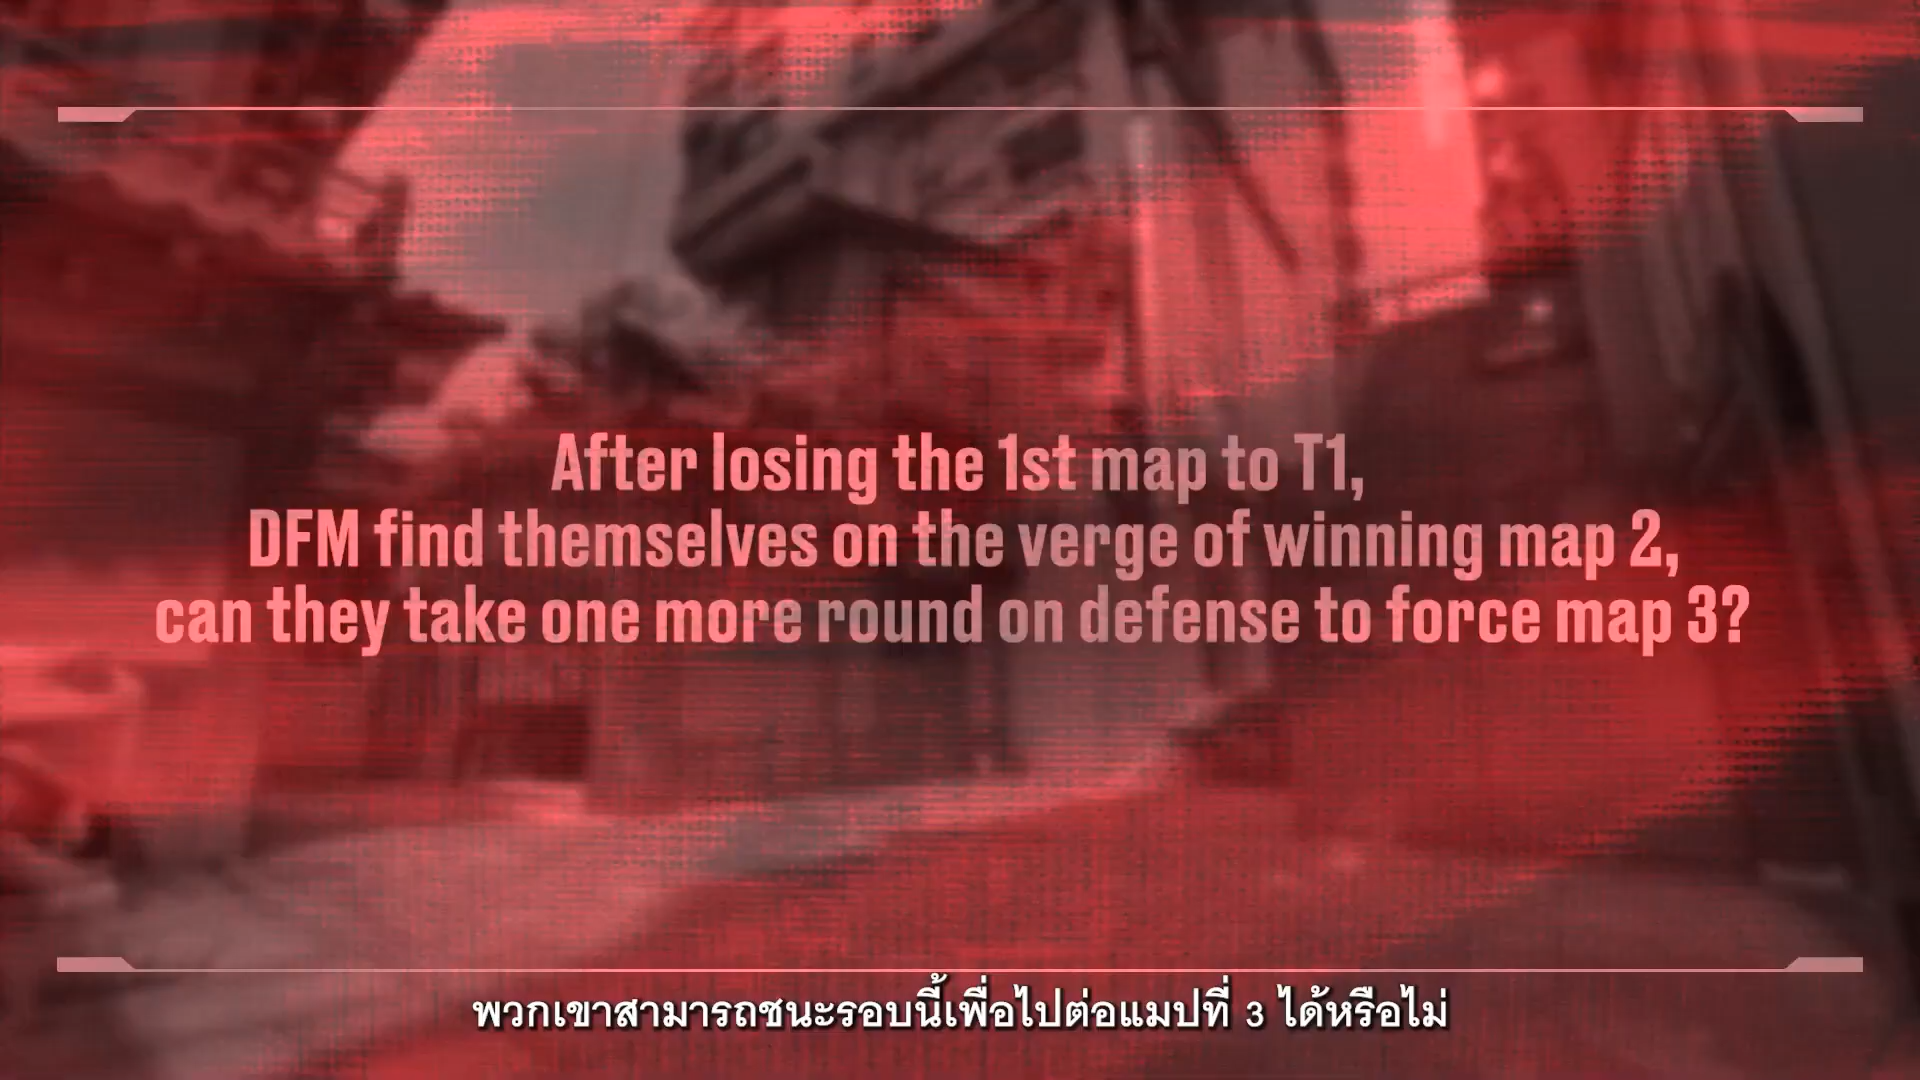 After losing the 1st map to T1,
DFM find themselves on the verge of winning map 2,
can they take one more round on defense to force map 3?
พวกเขาสามารถชนะรอบนี้เพื่อไปต่อแมปที่ 3 ได้หรือไม่